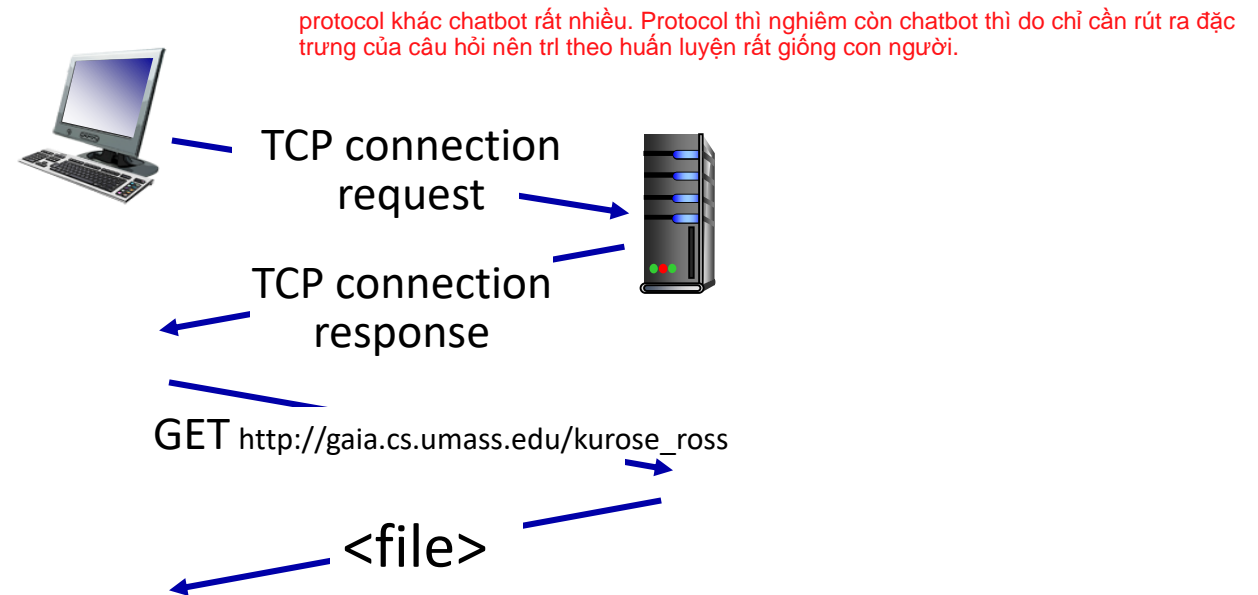 protocol khác chatbot rất nhiều. Protocol thì nghiêm còn chatbot thì do chỉ cần rút ra đặc
trưng của câu hỏi nên trl theo huấn luyện rất giống con người.
TCP connection
request
TCP connection
response
GET http://gaia.cs.umass.edu/kurose_ross
<file>